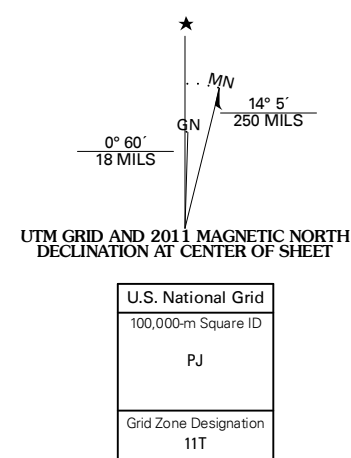 MN
GN
14° 5´
250 MILS
0° 60´
18 MILS
UTM GRID AND 2011 MAGNETIC NORTH
DECLINATION AT CENTER OF SHEET
U.S. National Grid
100,000-m Square ID
PJ
Grid Zone Designation
11T